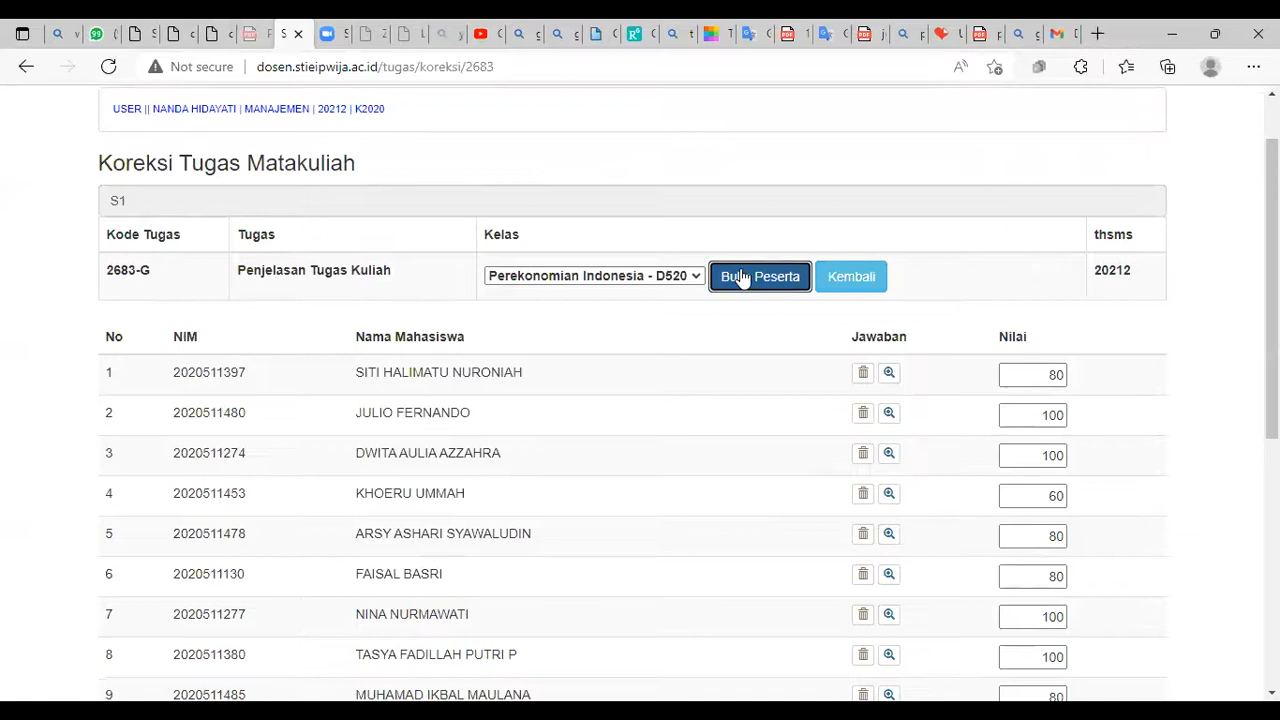 Not secure | dosen.stieipwija.ac.id/tugas/koreksi/2683
USER || NANDA HIDAYATI | MANAJEMEN | 20212 | K2020
Koreksi Tugas Matakuliah
S1
Kode Tugas Tugas Kelas thsms
2683-G Penjelasan Tugas Kuliah Perekonomian Indonesia - D520 Peserta Kembali 20212
No NIM Nama Mahasiswa Jawaban Nilai
1 2020511397 SITI HALIMATU NURONIAH 80
2 2020511480 JULIO FERNANDO 100
3 2020511274 DWITA AULIA AZZAHRA 100
4 2020511453 KHOERU UMMAH 60
5 2020511478 ARSY ASHARI SYAWALUDIN 80
6 2020511130 FAISAL BASRI 80
7 2020511277 NINA NURMAWATI 100
8 2020511380 TASYA FADILLAH PUTRI P 100
9 2020511485 MUHAMAD IKBAL MAULANA 80